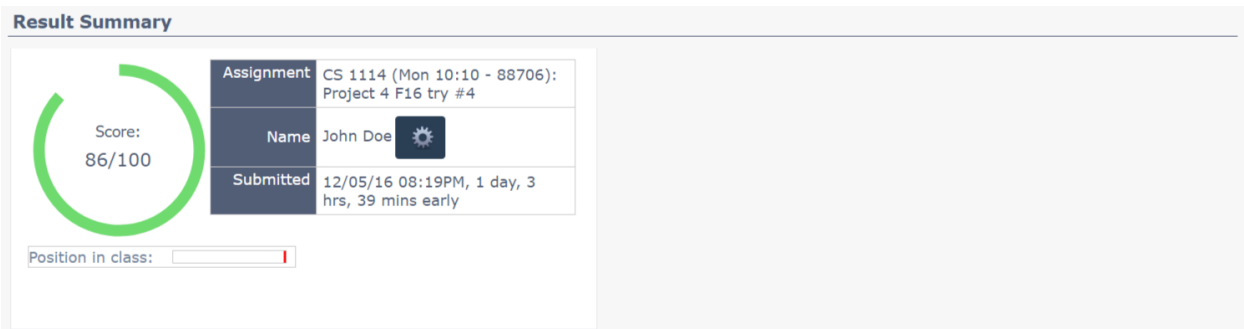 Result Summary
Score:
86/100
Assignment
CS 1114 (Mon 10:10 - 88706):
Project 4 F16 try #4
Name
John Doe
Submitted
12/05/16 08:19PM, 1 day, 3
hrs, 39 mins early
Position in class: